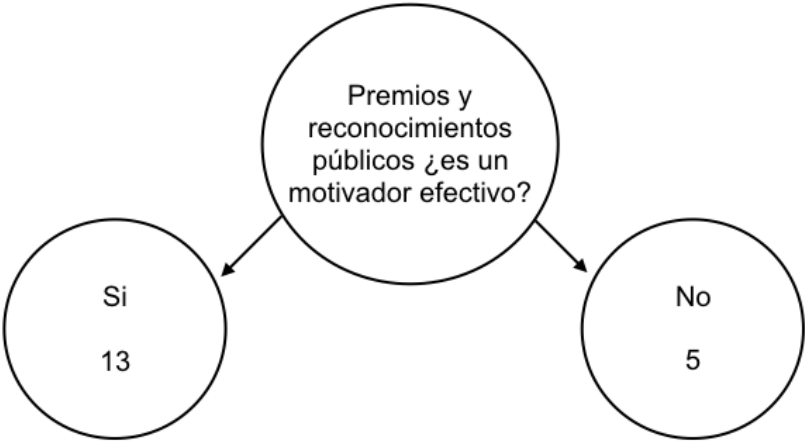 Premios y
reconocimientos
públicos ¿es un
motivador efectivo?
Si
13
No
5